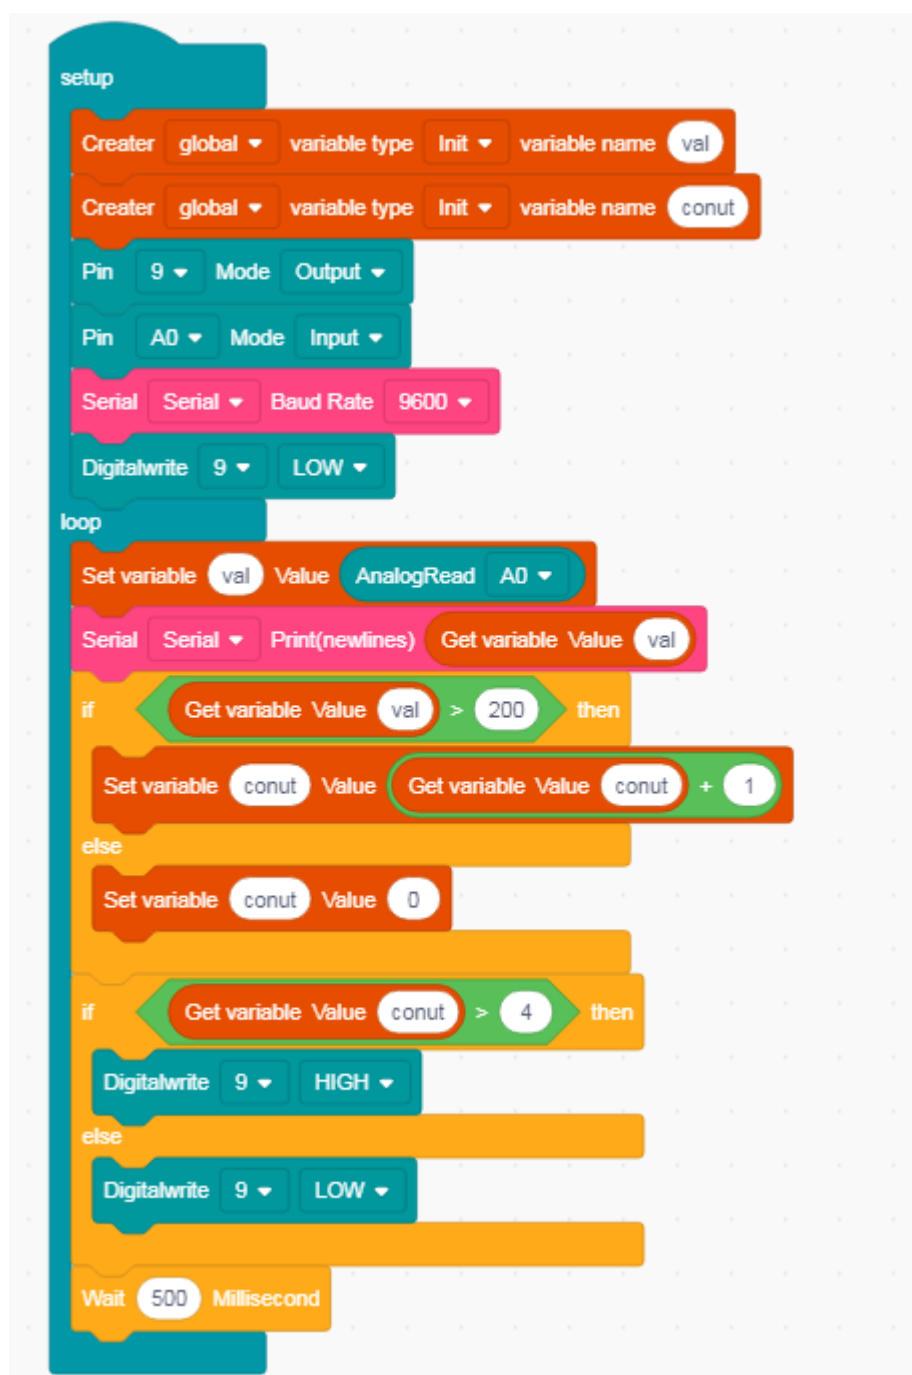 setup
Creater global variable type Init variable name val
Creater global variable type Init variable name conut
Pin 9 Mode Output
Pin A0 Mode Input
Serial Serial Baud Rate 9600
Digitalwrite 9 LOW
loop
Set variable val Value AnalogRead A0
Serial Serial Print(newlines) Get variable Value val
if Get variable Value val > 200 then
Set variable conut Value Get variable Value conut + 1
else
Set variable conut Value 0
if Get variable Value conut > 4 then
Digitalwrite 9 HIGH
else
Digitalwrite 9 LOW
Wait 500 Millisecond